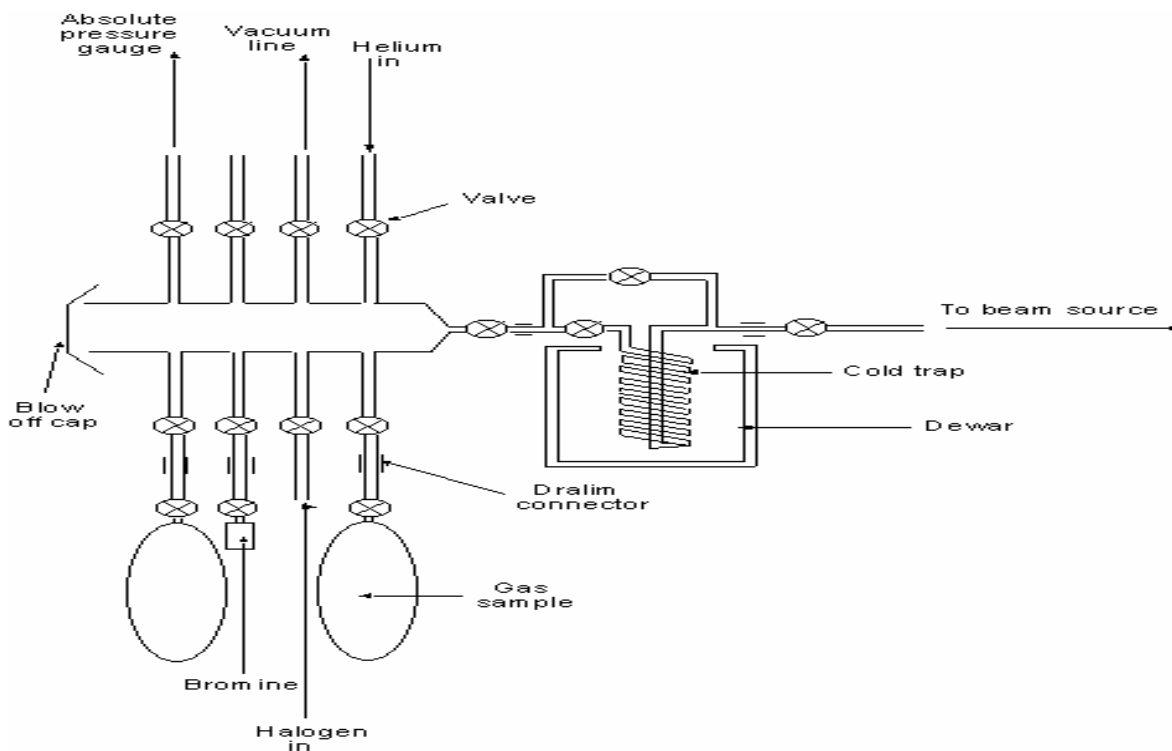 Absolute
pressure
gauge
Vacuum
line
Helium
in
Valve
To beam source
Cold trap
Blow
off cap
Dewar
Dralim
connector
Gas
sample
Bromine
Halogen
in